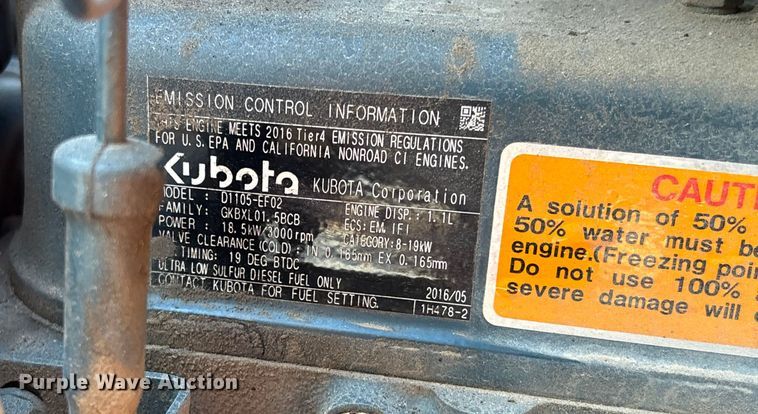 EMISSION CONTROL INFORMATION
THIS ENGINE MEETS 2016 Tier4 EMISSION REGULATIONS
FOR U.S. EPA AND CALIFORNIA NONROAD CI ENGINES.
Kubota KUBOTA Corporation
MODEL : D1105-EF02 ENGINE DISP.: 1.1L
FAMILY: GKBXL01.5BCB ECS: EM IFI
POWER : 18.5kW/3000rpm CATEGORY: 8-19kW
VALVE CLEARANCE (COLD) : IN 0.165mm EX 0.165mm
TIMING: 19 DEG BTDC
ULTRA LOW SULFUR DIESEL FUEL ONLY 2016/05
CONTACT KUBOTA FOR FUEL SETTING. 1H478-2
CAUT
A solution of 50%
50% water must be
engine.(Freezing poin
Do not use 100%
severe damage will
Purple Wave Auction